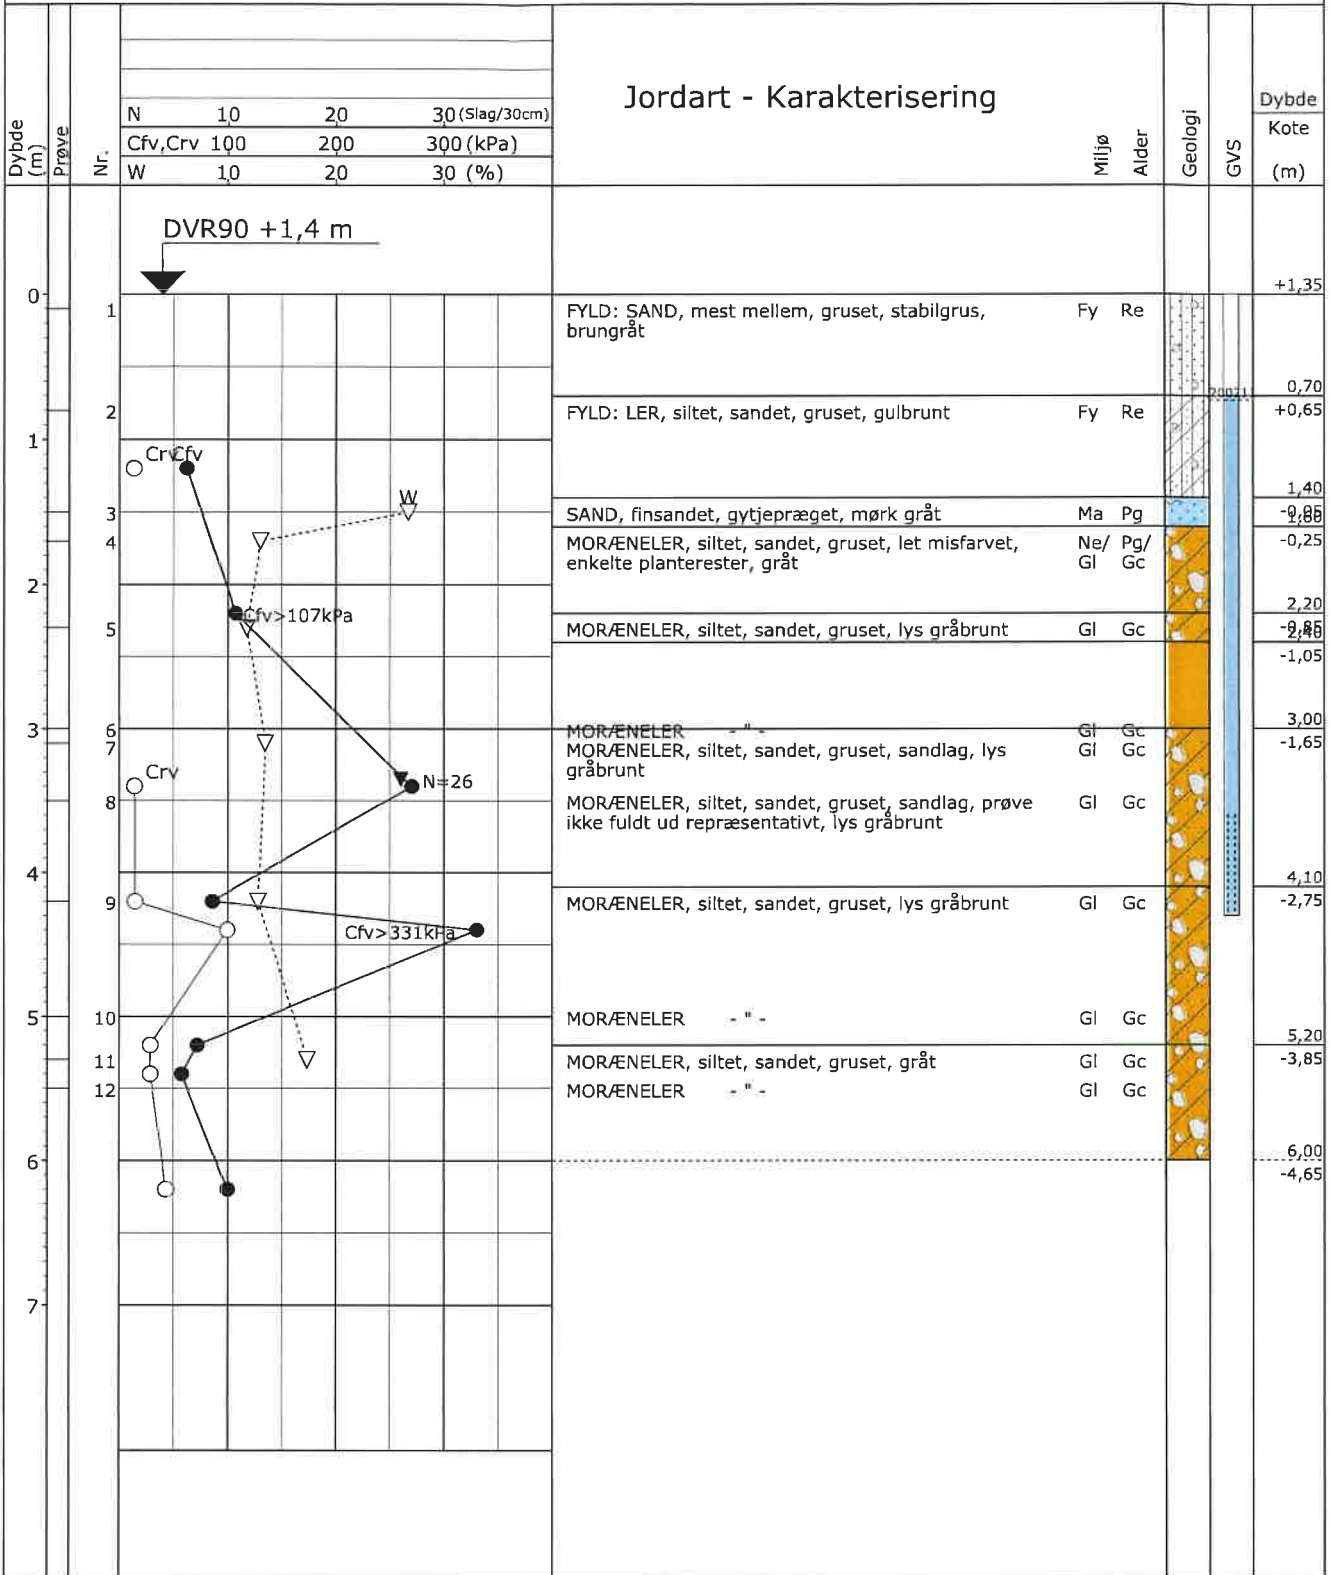 Jordart - Karakterisering
Dybde (m)
Prøve
Nr.
N 10 20 30 (Slag/30cm)
Cfv,Crv 100 200 300 (kPa)
W 10 20 30 (%)
Miljø
Alder
Geologi
GVS
Dybde
Kote
(m)
DVR90 +1,4 m
0
+1,35
1 FYLD: SAND, mest mellem, gruset, stabilgrus, Fy Re
brungråt
0,70
2 FYLD: LER, siltet, sandet, gruset, gulbrunt Fy Re +0,65
1
Crv Cfv
1,40
W
3 SAND, finsandet, gytjepræget, mørk gråt Ma Pg
4 MORÆNELER, siltet, sandet, gruset, let misfarvet, Ne/ Pg/ -0,25
enkelte planterester, gråt Gl Gc
2
2,20
Cfv>107kPa
5 MORÆNELER, siltet, sandet, gruset, lys gråbrunt Gl Gc
-1,05
3,00
3 6 MORÆNELER - " - Gl Gc
7 MORÆNELER, siltet, sandet, gruset, sandlag, lys Gl Gc -1,65
gråbrunt
Crv
N=26
8 MORÆNELER, siltet, sandet, gruset, sandlag, prøve Gl Gc
ikke fuldt ud repræsentativt, lys gråbrunt
4
4,10
9 MORÆNELER, siltet, sandet, gruset, lys gråbrunt Gl Gc -2,75
Cfv>331kPa
5 10 MORÆNELER - " - Gl Gc
5,20
11 MORÆNELER, siltet, sandet, gruset, gråt Gl Gc -3,85
12 MORÆNELER - " - Gl Gc
6,00
6
-4,65
7